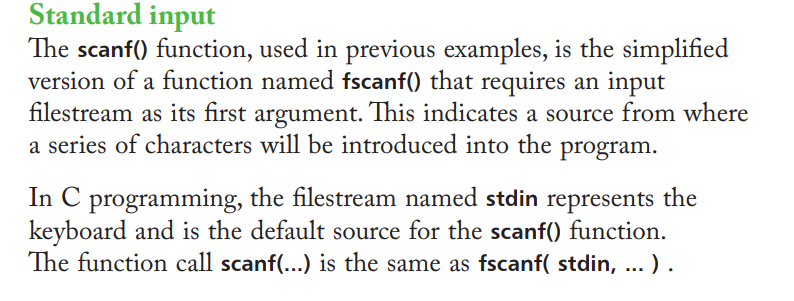 Standard input
The scanf() function, used in previous examples, is the simplified
version of a function named fscanf() that requires an input
filestream as its first argument. This indicates a source from where
a series of characters will be introduced into the program.
In C programming, the filestream named stdin represents the
keyboard and is the default source for the scanf() function.
The function call scanf(...) is the same as fscanf( stdin, ... ) .